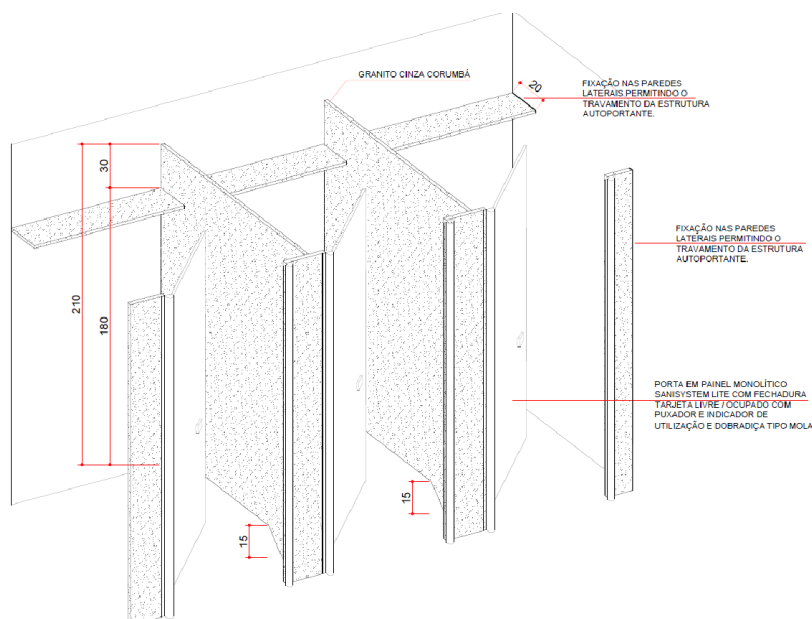 GRANITO CINZA CORUMBÁ
20
FIXAÇÃO NAS PAREDES
LATERAIS PERMITINDO O
TRAVAMENTO DA ESTRUTURA
AUTOPORTANTE.
30
210
180
FIXAÇÃO NAS PAREDES
LATERAIS PERMITINDO O
TRAVAMENTO DA ESTRUTURA
AUTOPORTANTE.
PORTA EM PAINEL MONOLÍTICO
SANISYSTEM LITE COM FECHADURA
TARJETA LIVRE / OCUPADO COM
PUXADOR E INDICADOR DE
UTILIZAÇÃO E DOBRADIÇA TIPO MOLA
15
15